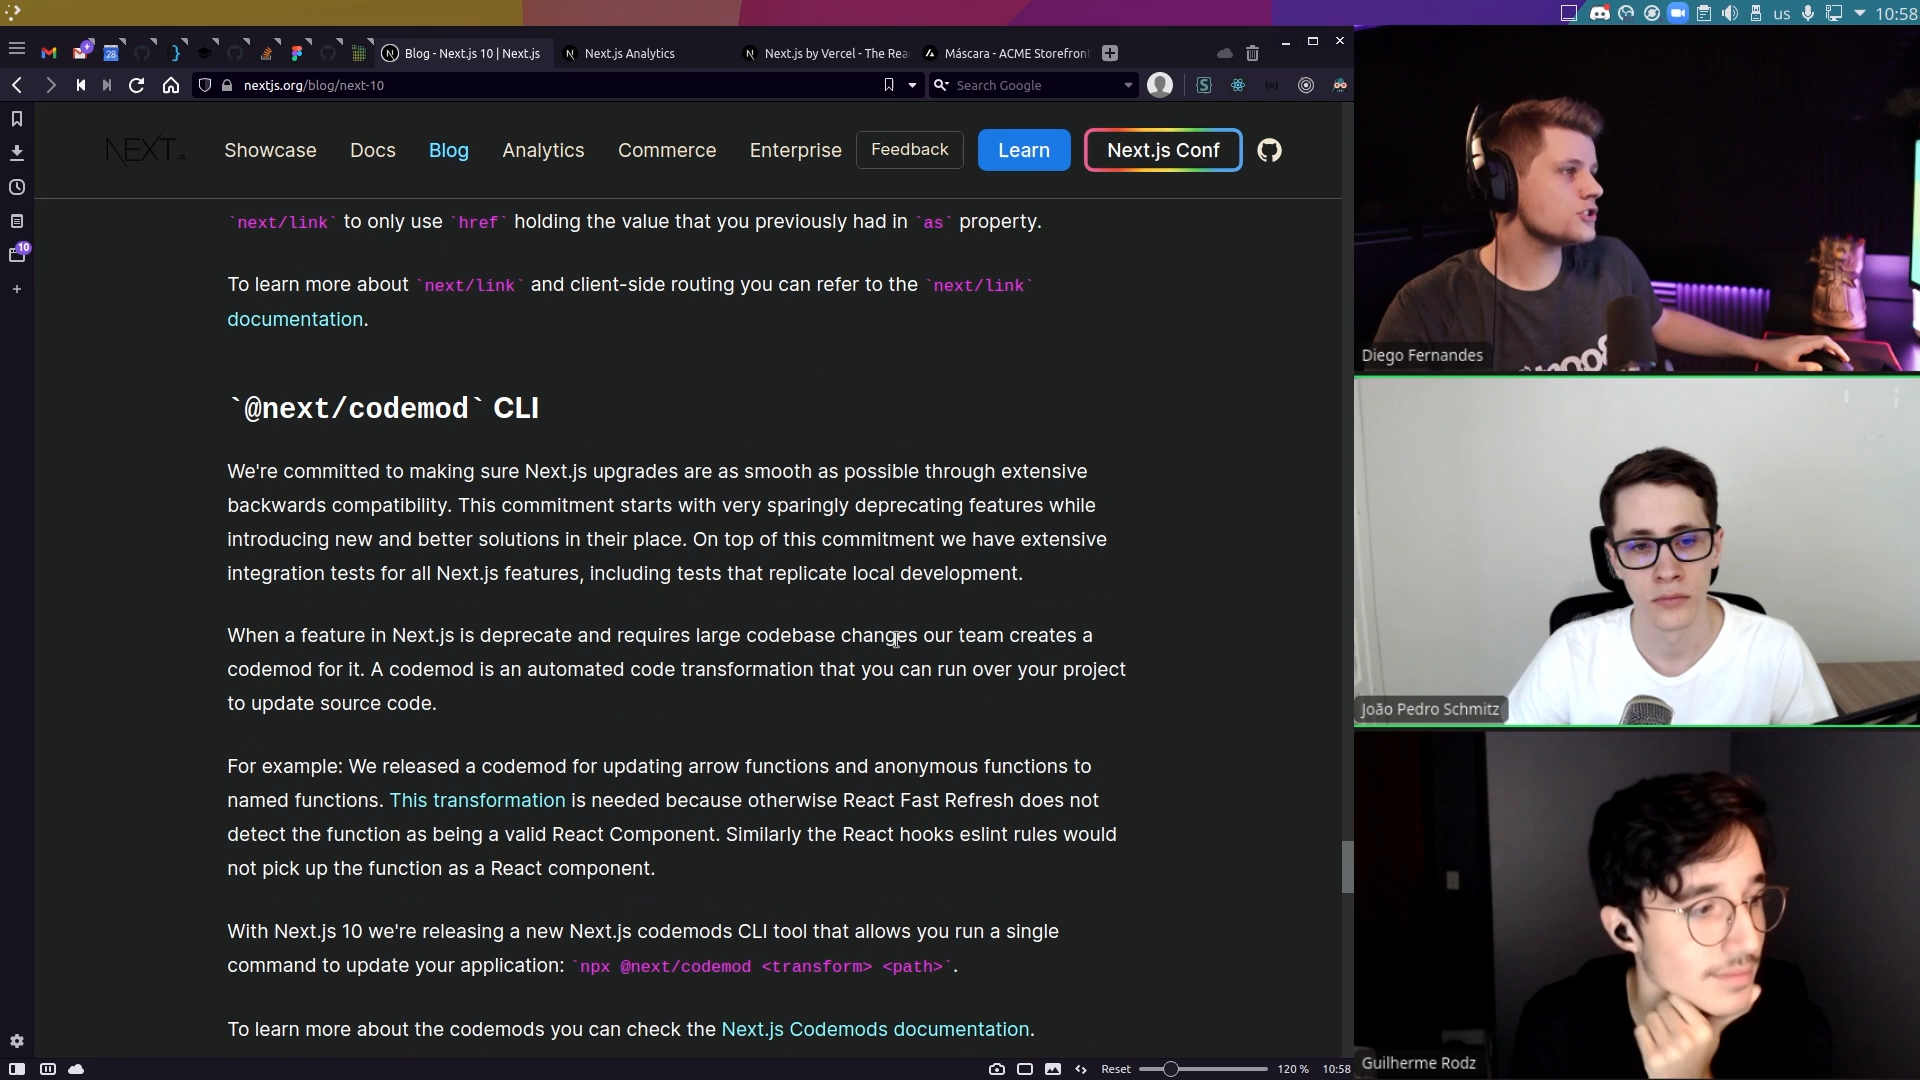 us
10:58
Blog - Next.js 10 | Next.js
Next.js Analytics
Next.js by Vercel - The Rea
Máscara - ACME Storefront
nextjs.org/blog/next-10
Search Google
NEXT.js
Showcase
Docs
Blog
Analytics
Commerce
Enterprise
Feedback
Learn
Next.js Conf
28
10
`next/link` to only use `href` holding the value that you previously had in `as` property.
To learn more about `next/link` and client-side routing you can refer to the `next/link`
documentation.
`@next/codemod` CLI
We're committed to making sure Next.js upgrades are as smooth as possible through extensive
backwards compatibility. This commitment starts with very sparingly deprecating features while
introducing new and better solutions in their place. On top of this commitment we have extensive
integration tests for all Next.js features, including tests that replicate local development.
When a feature in Next.js is deprecate and requires large codebase changes our team creates a
codemod for it. A codemod is an automated code transformation that you can run over your project
to update source code.
For example: We released a codemod for updating arrow functions and anonymous functions to
named functions. This transformation is needed because otherwise React Fast Refresh does not
detect the function as being a valid React Component. Similarly the React hooks eslint rules would
not pick up the function as a React component.
With Next.js 10 we're releasing a new Next.js codemods CLI tool that allows you run a single
command to update your application: `npx @next/codemod <transform> <path>`.
To learn more about the codemods you can check the Next.js Codemods documentation.
Reset
120 %
10:58
Diego Fernandes
João Pedro Schmitz
Guilherme Rodz